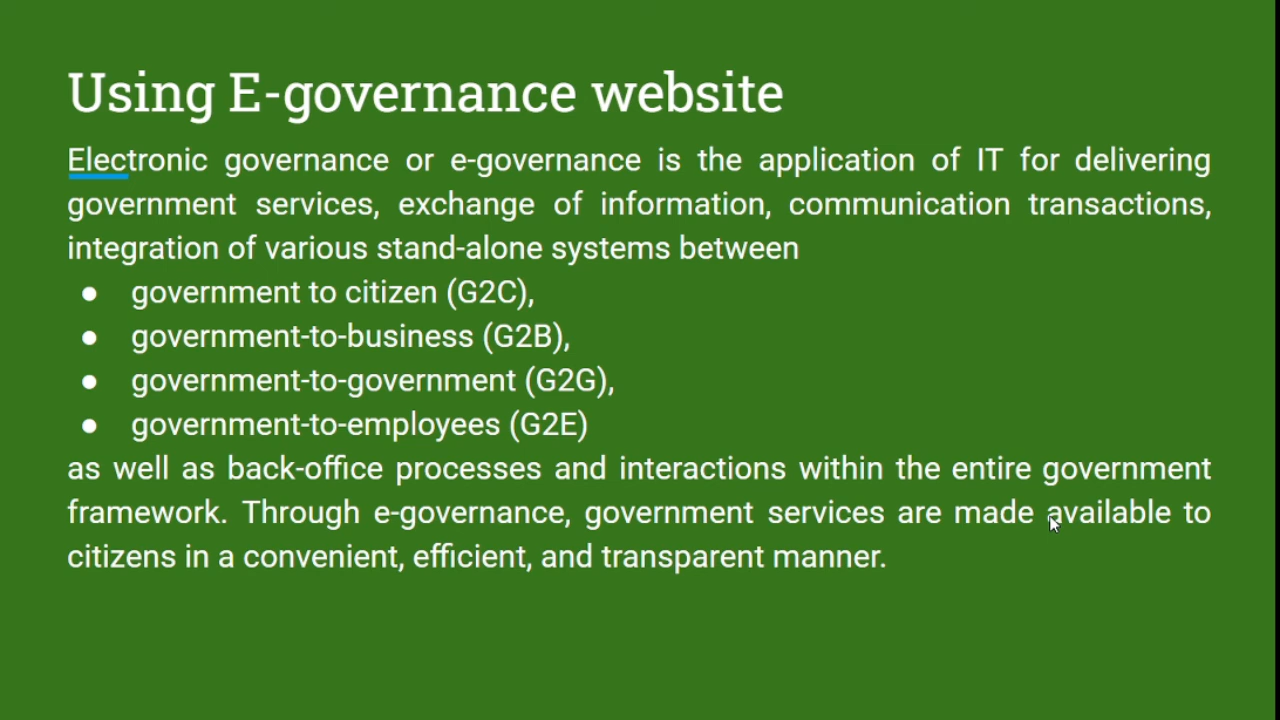 Using E-governance website
Electronic governance or e-governance is the application of IT for delivering
government services, exchange of information, communication transactions,
integration of various stand-alone systems between
● government to citizen (G2C),
● government-to-business (G2B),
● government-to-government (G2G),
● government-to-employees (G2E)
as well as back-office processes and interactions within the entire government
framework. Through e-governance, government services are made available to
citizens in a convenient, efficient, and transparent manner.